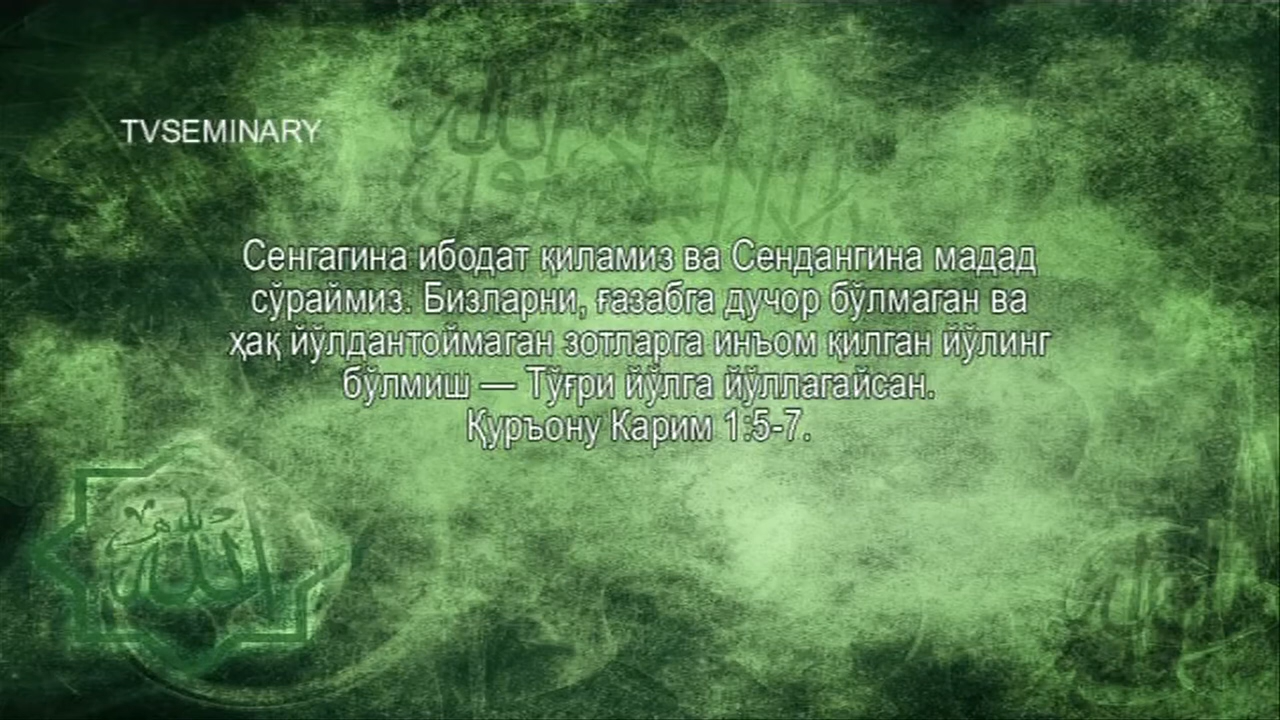 TVSEMINARY
Сенгагина ибодат қиламиз ва Сендангина мадад
сўраймиз. Бизларни, ғазабга дучор бўлмаган ва
ҳақ йўлдантоймаган зотларга инъом қилган йўлинг
бўлмиш — Тўғри йўлга йўллагайсан.
Қуръону Карим 1:5-7.
الله